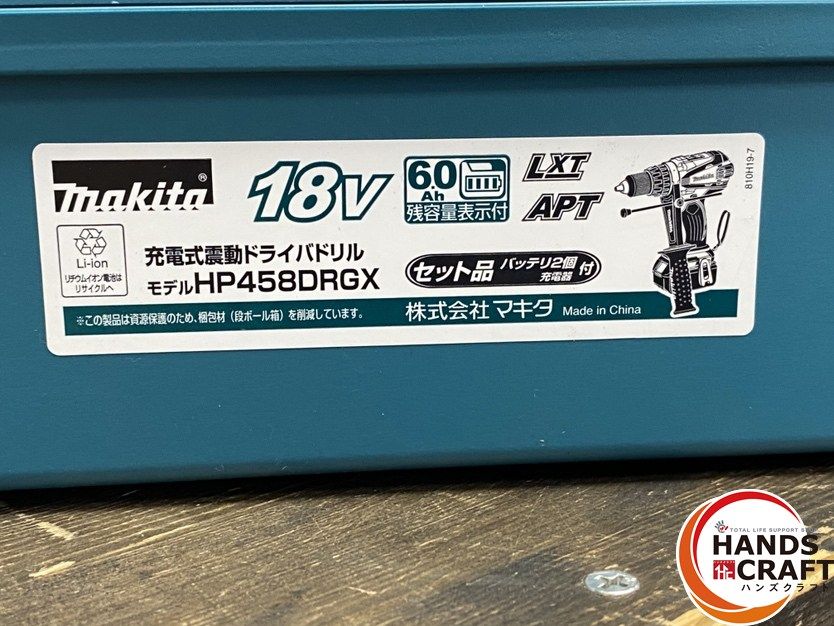 makita®
18V
6.0
Ah
残容量表示付
LXT
APT
Li-ion
リチウムイオン電池は
リサイクルへ
充電式震動ドライバドリル
モデルHP458DRGX
セット品 バッテリ2個
充電器 付
810H19-7
※この製品は資源保護のため、梱包材(段ボール箱)を削減しています。
株式会社 マキタ Made in China
TOTAL LIFE SUPPORT
HANDS
CRAFT
ハンズクラフト